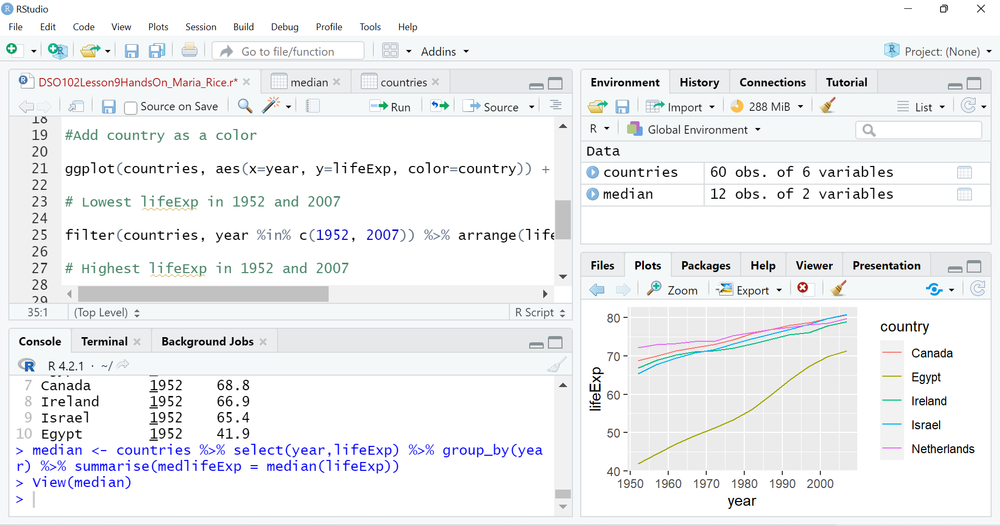 RStudio
File Edit Code View Plots Session Build Debug Profile Tools Help
Go to file/function Addins Project: (None)
DSO102Lesson9HandsOn_Maria_Rice.r* median countries
Source on Save Run Source
18
19 #Add country as a color
20
21 ggplot(countries, aes(x=year, y=lifeExp, color=country)) +
22
23 # Lowest lifeExp in 1952 and 2007
24
25 filter(countries, year %in% c(1952, 2007)) %>% arrange(life
26
27 # Highest lifeExp in 1952 and 2007
28
29
35:1 (Top Level) R Script
Console Terminal Background Jobs
R R 4.2.1 · ~/
7 Canada 1952 68.8
8 Ireland 1952 66.9
9 Israel 1952 65.4
10 Egypt 1952 41.9
> median <- countries %>% select(year,lifeExp) %>% group_by(yea
r) %>% summarise(medlifeExp = median(lifeExp))
> View(median)
>
Environment History Connections Tutorial
Import 288 MiB List
R Global Environment
Data
countries 60 obs. of 6 variables
median 12 obs. of 2 variables
Files Plots Packages Help Viewer Presentation
Zoom Export
80
70
60
50
40
lifeExp
1950 1960 1970 1980 1990 2000
year
country
Canada
Egypt
Ireland
Israel
Netherlands